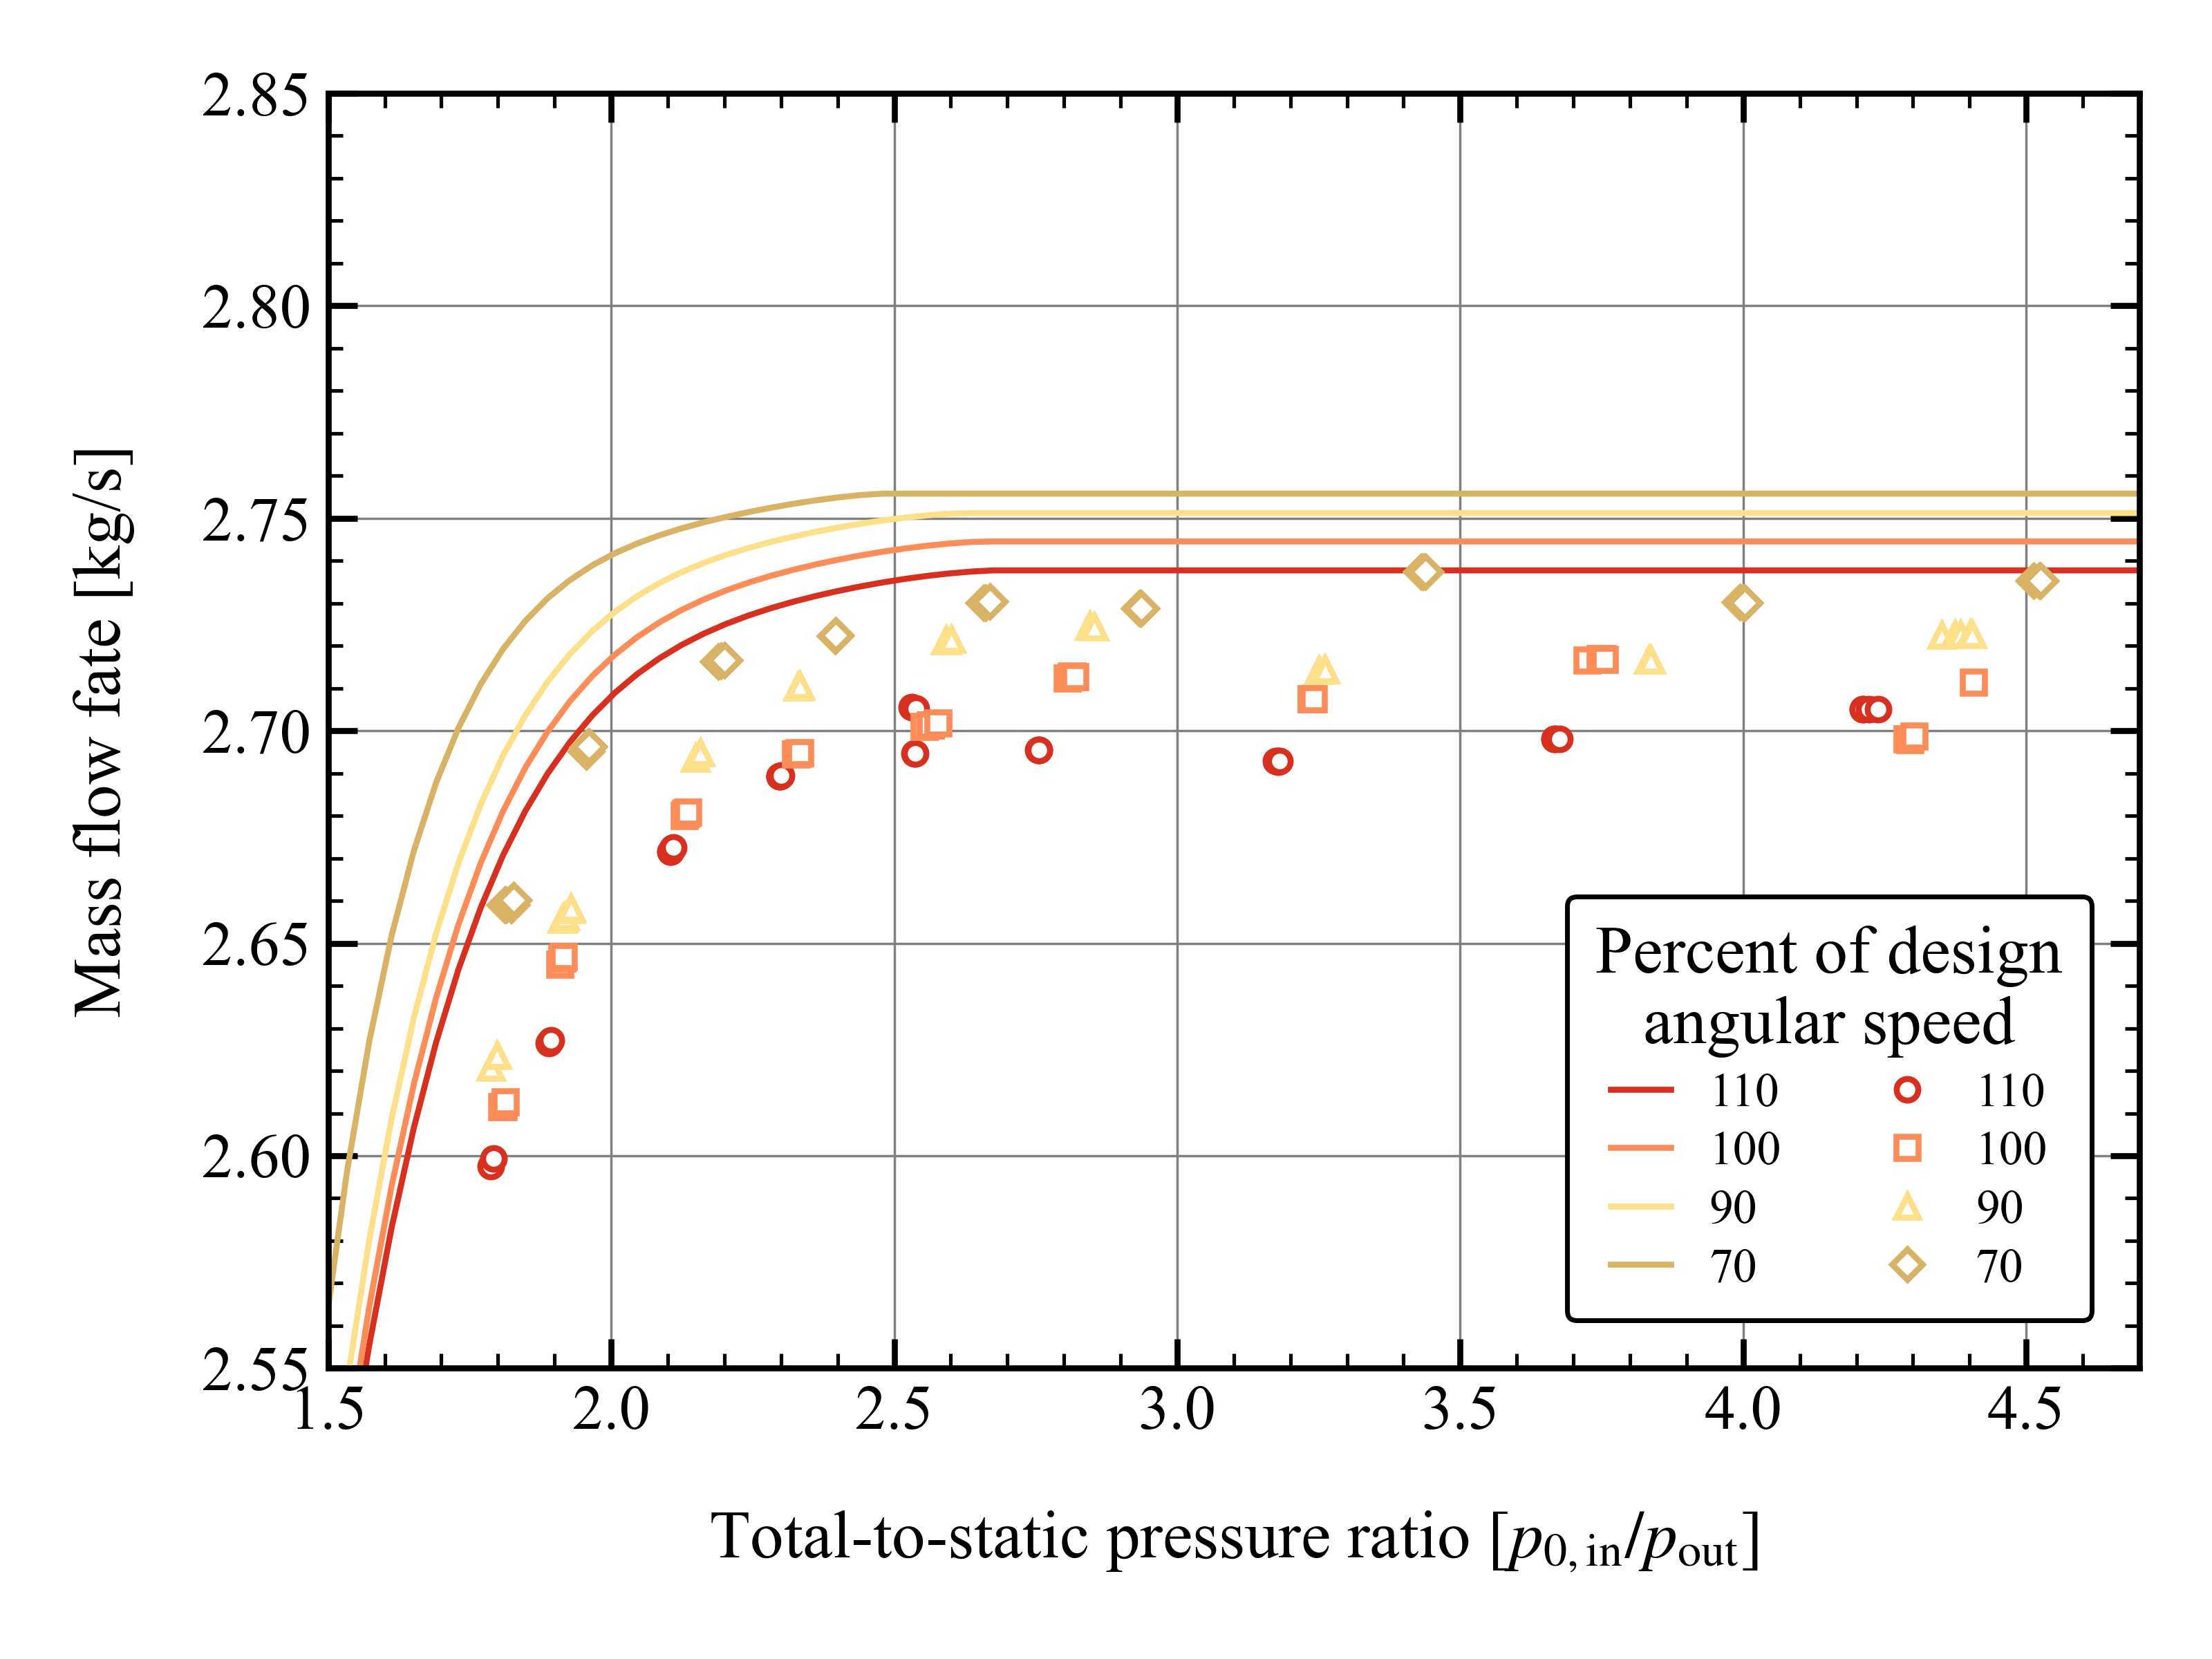 2.85
2.80
2.75
2.70
2.65
2.60
2.55
Mass flow fate [kg/s]
1.5 2.0 2.5 3.0 3.5 4.0 4.5
Total-to-static pressure ratio [p0, in/pout]
Percent of design
angular speed
110 110
100 100
90 90
70 70